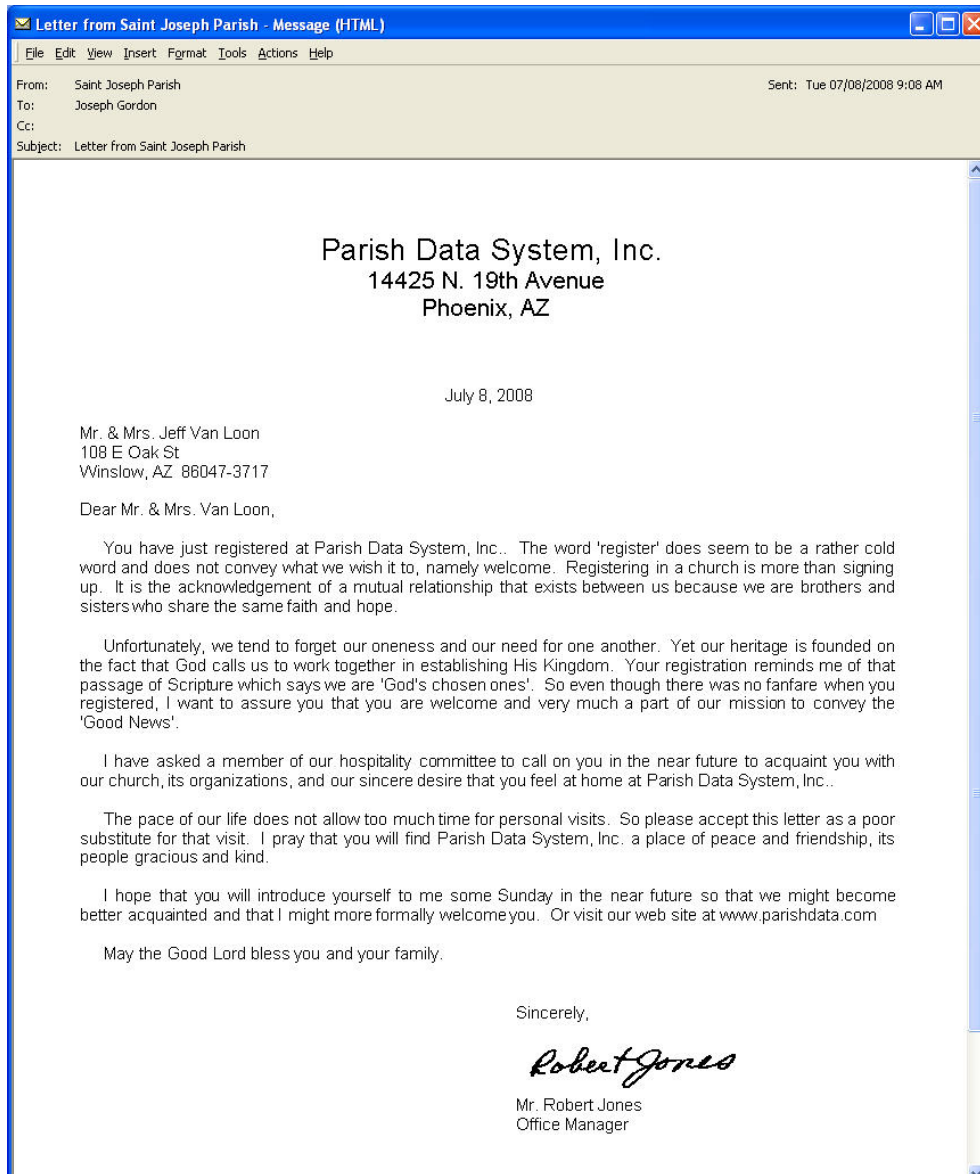 Letter from Saint Joseph Parish - Message (HTML)
File Edit View Insert Format Tools Actions Help
From: Saint Joseph Parish Sent: Tue 07/08/2008 9:08 AM
To: Joseph Gordon
Cc:
Subject: Letter from Saint Joseph Parish
Parish Data System, Inc.
14425 N. 19th Avenue
Phoenix, AZ
July 8, 2008
Mr. & Mrs. Jeff Van Loon
108 E Oak St
Winslow, AZ 86047-3717
Dear Mr. & Mrs. Van Loon,
You have just registered at Parish Data System, Inc.. The word 'register' does seem to be a rather cold
word and does not convey what we wish it to, namely welcome. Registering in a church is more than signing
up. It is the acknowledgement of a mutual relationship that exists between us because we are brothers and
sisters who share the same faith and hope.
Unfortunately, we tend to forget our oneness and our need for one another. Yet our heritage is founded on
the fact that God calls us to work together in establishing His Kingdom. Your registration reminds me of that
passage of Scripture which says we are 'God's chosen ones'. So even though there was no fanfare when you
registered, I want to assure you that you are welcome and very much a part of our mission to convey the
'Good News'.
I have asked a member of our hospitality committee to call on you in the near future to acquaint you with
our church, its organizations, and our sincere desire that you feel at home at Parish Data System, Inc..
The pace of our life does not allow too much time for personal visits. So please accept this letter as a poor
substitute for that visit. I pray that you will find Parish Data System, Inc. a place of peace and friendship, its
people gracious and kind.
I hope that you will introduce yourself to me some Sunday in the near future so that we might become
better acquainted and that I might more formally welcome you. Or visit our web site at www.parishdata.com
May the Good Lord bless you and your family.
Sincerely,
Robert Jones
Mr. Robert Jones
Office Manager